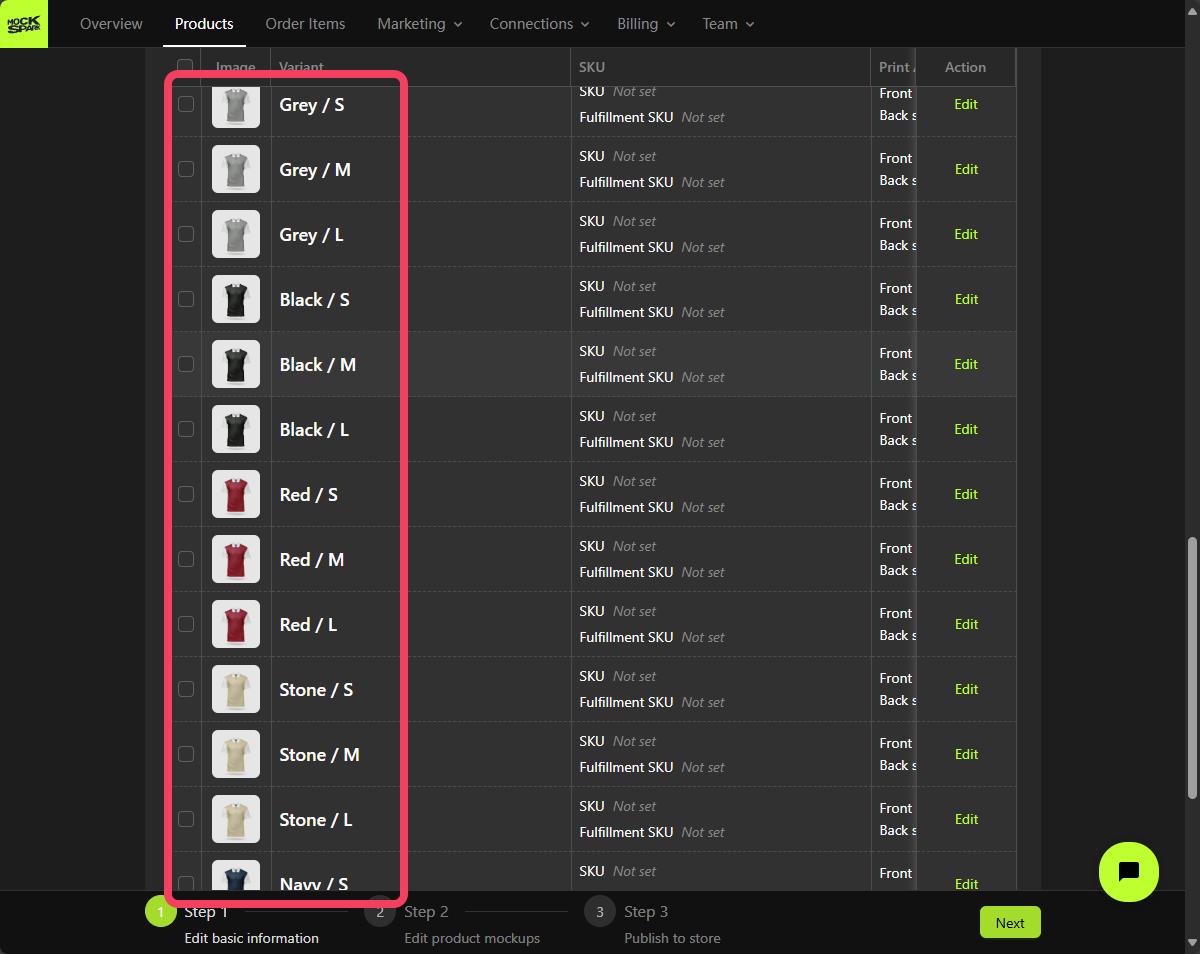 MOCK
SPARK
Overview
Products
Order Items
Marketing
Connections
Billing
Team
Image
Variant
SKU
Print
Action
Grey / S
SKU Not set
Fulfillment SKU Not set
Front
Back s
Edit
Grey / M
SKU Not set
Fulfillment SKU Not set
Front
Back s
Edit
Grey / L
SKU Not set
Fulfillment SKU Not set
Front
Back s
Edit
Black / S
SKU Not set
Fulfillment SKU Not set
Front
Back s
Edit
Black / M
SKU Not set
Fulfillment SKU Not set
Front
Back s
Edit
Black / L
SKU Not set
Fulfillment SKU Not set
Front
Back s
Edit
Red / S
SKU Not set
Fulfillment SKU Not set
Front
Back s
Edit
Red / M
SKU Not set
Fulfillment SKU Not set
Front
Back s
Edit
Red / L
SKU Not set
Fulfillment SKU Not set
Front
Back s
Edit
Stone / S
SKU Not set
Fulfillment SKU Not set
Front
Back s
Edit
Stone / M
SKU Not set
Fulfillment SKU Not set
Front
Back s
Edit
Stone / L
SKU Not set
Fulfillment SKU Not set
Front
Back s
Edit
Navy / S
SKU Not set
Front
Edit
1
Step 1
Edit basic information
2
Step 2
Edit product mockups
3
Step 3
Publish to store
Next